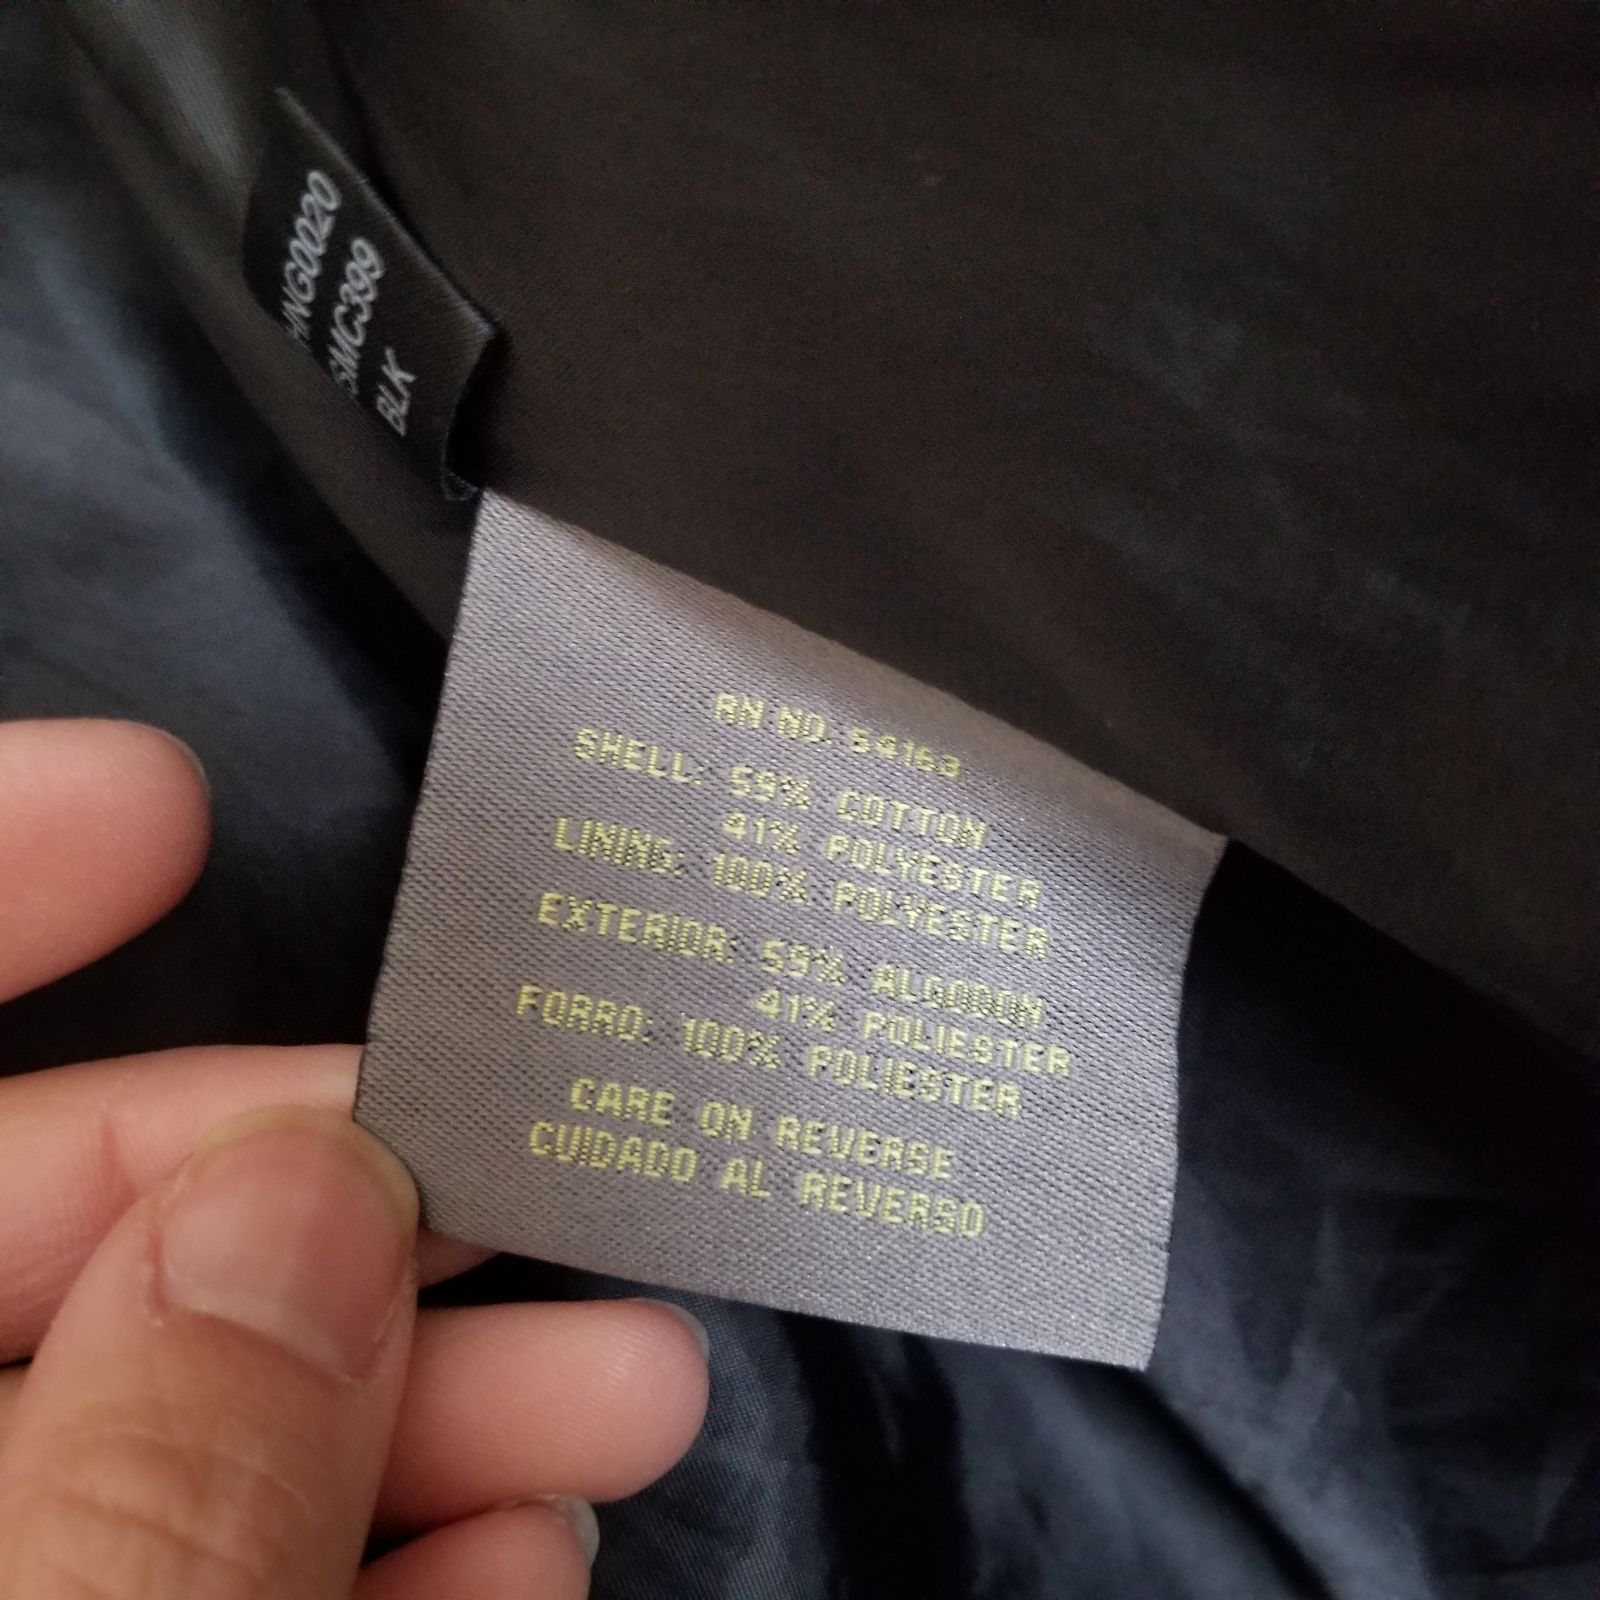 HNG0020
SMC399
BLK
RN NO. 54163
SHELL: 59% COTTON
41% POLYESTER
LINING: 100% POLYESTER
EXTERIOR: 59% ALGODON
41% POLIESTER
FORRO: 100% POLIESTER
CARE ON REVERSE
CUIDADO AL REVERSO